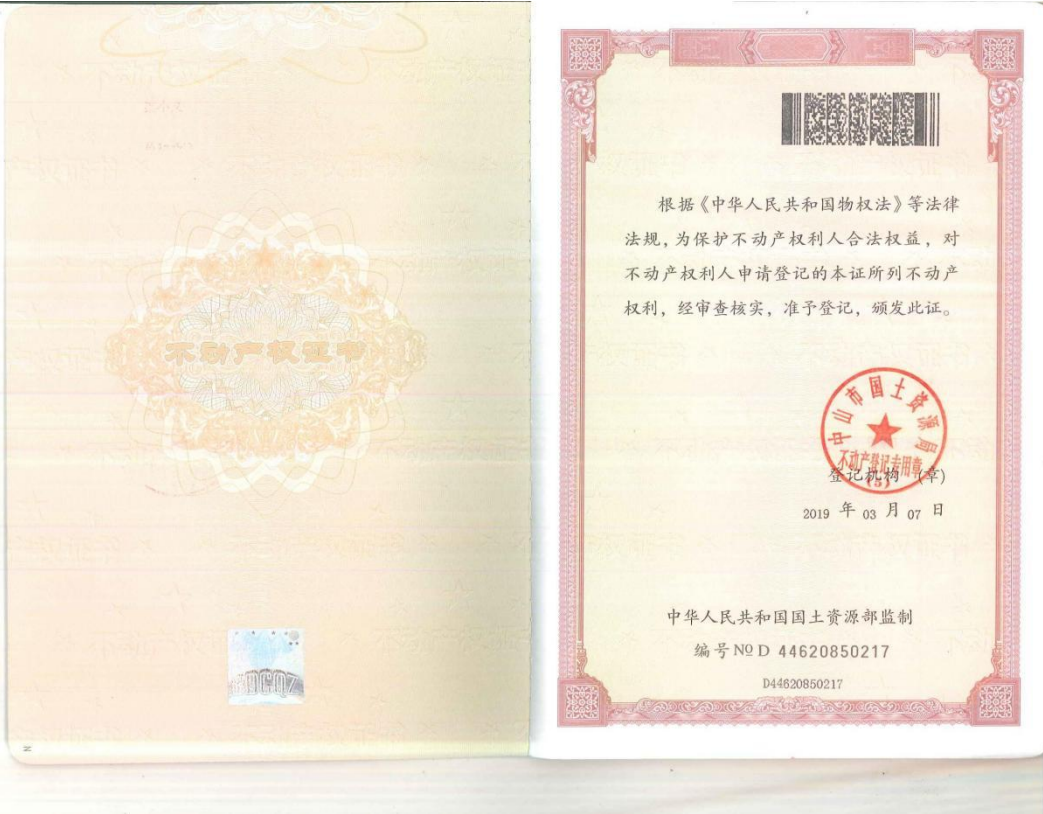 不动产权证书
根据《中华人民共和国物权法》等法律
法规，为保护不动产权利人合法权益，对
不动产权利人申请登记的本证所列不动产
权利，经审查核实，准予登记，颁发此证。
中山市国土资源局
不动产登记专用章
(5)
登记机构（章）
2019 年 03 月 07 日
中华人民共和国国土资源部监制
编号 № D 44620850217
D44620850217